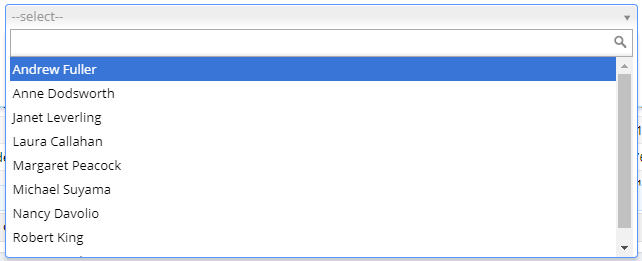 --select--
Andrew Fuller
Anne Dodsworth
Janet Leverling
Laura Callahan
Margaret Peacock
Michael Suyama
Nancy Davolio
Robert King